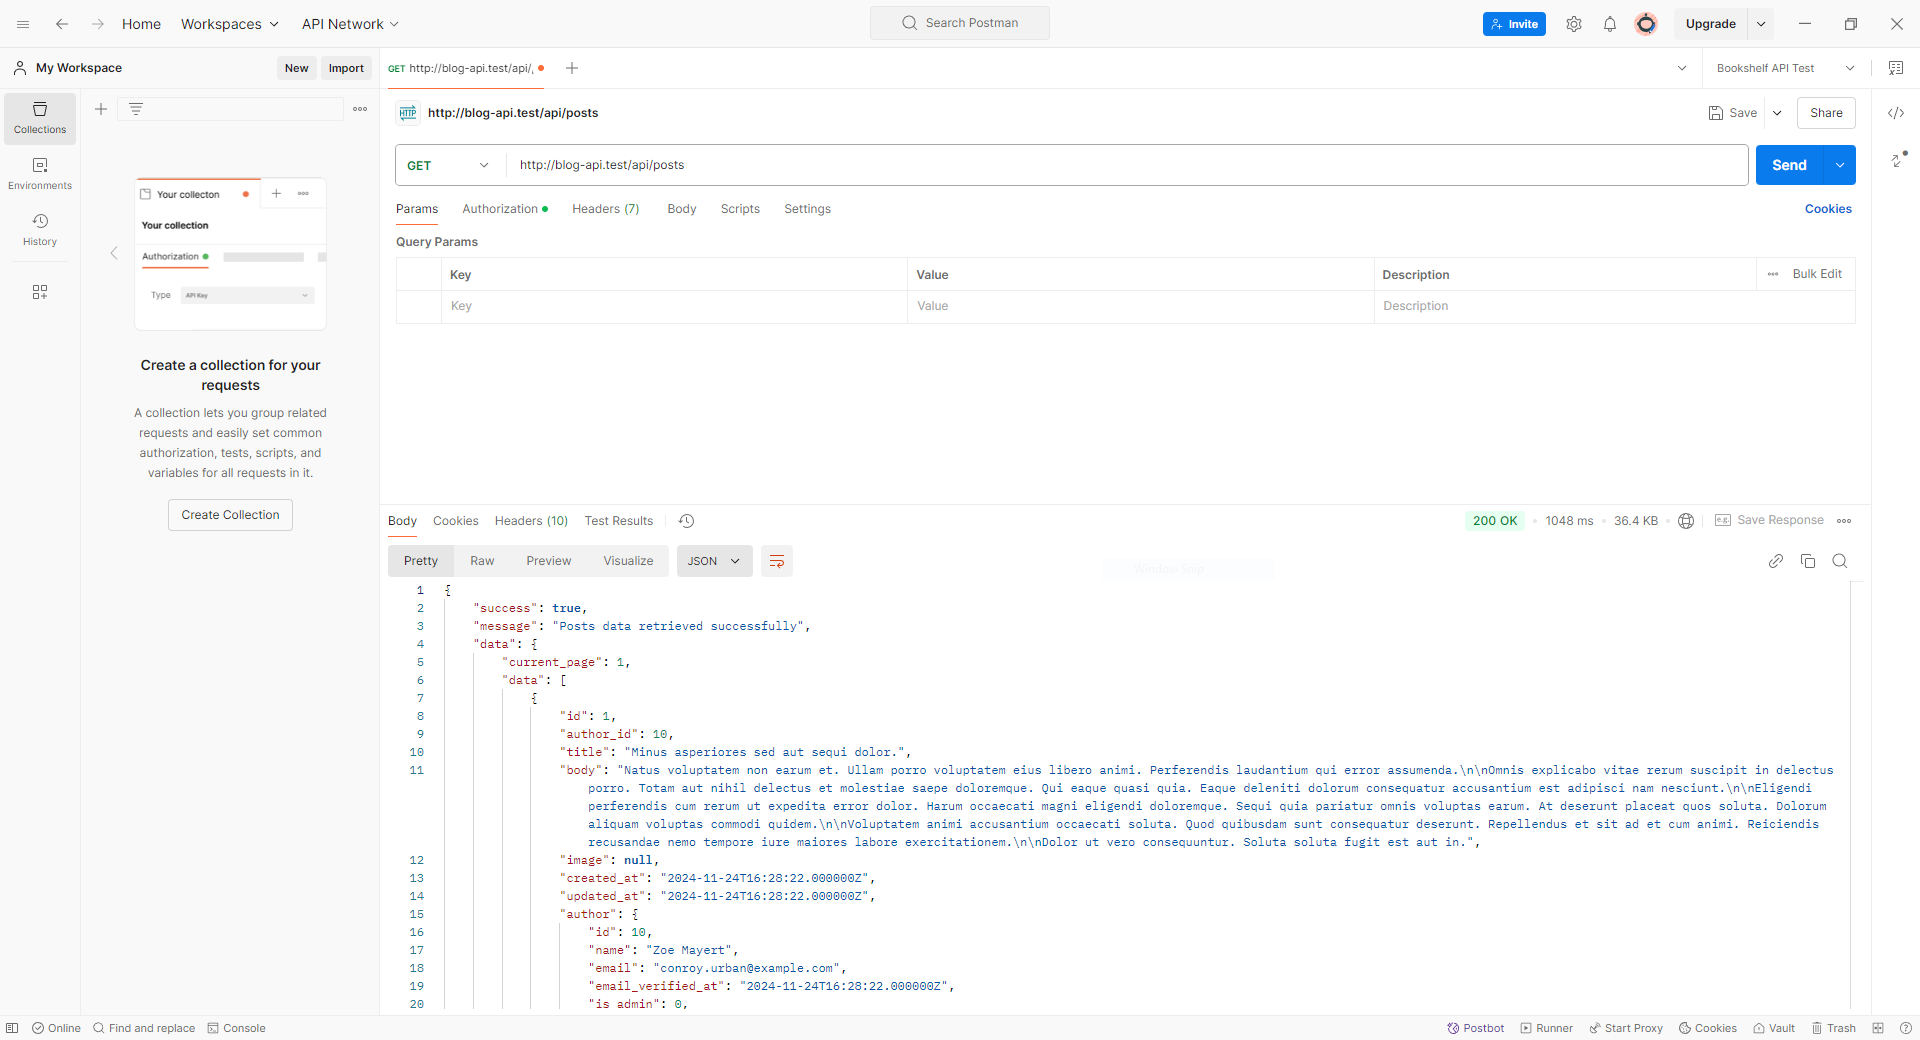 Home
Workspaces
API Network
Search Postman
Invite
Upgrade
My Workspace
New
Import
GET http://blog-api.test/api/
Bookshelf API Test
Collections
Environments
History
Your collecton
Your collection
Authorization
Type
API Key
Create a collection for your
requests
A collection lets you group related
requests and easily set common
authorization, tests, scripts, and
variables for all requests in it.
Create Collection
HTTP
http://blog-api.test/api/posts
Save
Share
GET
http://blog-api.test/api/posts
Send
Params
Authorization
Headers (7)
Body
Scripts
Settings
Cookies
Query Params
Key
Value
Description
Bulk Edit
Key
Value
Description
Body
Cookies
Headers (10)
Test Results
200 OK
1048 ms
36.4 KB
e.g.
Save Response
Pretty
Raw
Preview
Visualize
JSON
Window Snip
1 {
2 "success": true,
3 "message": "Posts data retrieved successfully",
4 "data": {
5 "current_page": 1,
6 "data": [
7 {
8 "id": 1,
9 "author_id": 10,
10 "title": "Minus asperiores sed aut sequi dolor.",
11 "body": "Natus voluptatem non earum et. Ullam porro voluptatem eius libero animi. Perferendis laudantium qui error assumenda.\n\nOmnis explicabo vitae rerum suscipit in delectus
porro. Totam aut nihil delectus et molestiae saepe doloremque. Qui eaque quasi quia. Eaque deleniti dolorum consequatur accusantium est adipisci nam nesciunt.\n\nEligendi
perferendis cum rerum ut expedita error dolor. Harum occaecati magni eligendi doloremque. Sequi quia pariatur omnis voluptas earum. At deserunt placeat quos soluta. Dolorum
aliquam voluptas commodi quidem.\n\nVoluptatem animi accusantium occaecati soluta. Quod quibusdam sunt consequatur deserunt. Repellendus et sit ad et cum animi. Reiciendis
recusandae nemo tempore iure maiores labore exercitationem.\n\nDolor ut vero consequuntur. Soluta soluta fugit est aut in.",
12 "image": null,
13 "created_at": "2024-11-24T16:28:22.000000Z",
14 "updated_at": "2024-11-24T16:28:22.000000Z",
15 "author": {
16 "id": 10,
17 "name": "Zoe Mayert",
18 "email": "conroy.urban@example.com",
19 "email_verified_at": "2024-11-24T16:28:22.000000Z",
20 "is_admin": 0,
Online
Find and replace
Console
Postbot
Runner
Start Proxy
Cookies
Vault
Trash